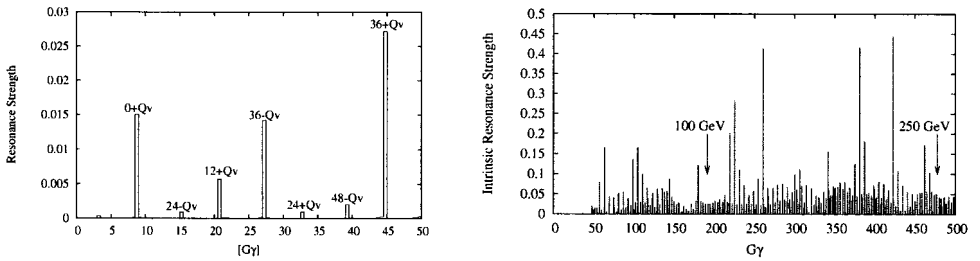 0.03
0.025
0.02
0.015
0.01
0.005
0
Resonance Strength
0+Qv
24-Qv
12+Qv
36-Qv
24+Qv
48-Qv
36+Qv
0 5 10 15 20 25 30 35 40 45 50
[Gγ]
0.5
0.45
0.4
0.35
0.3
0.25
0.2
0.15
0.1
0.05
0
Intrinsic Resonance Strength
100 GeV
250 GeV
0 50 100 150 200 250 300 350 400 450 500
Gγ